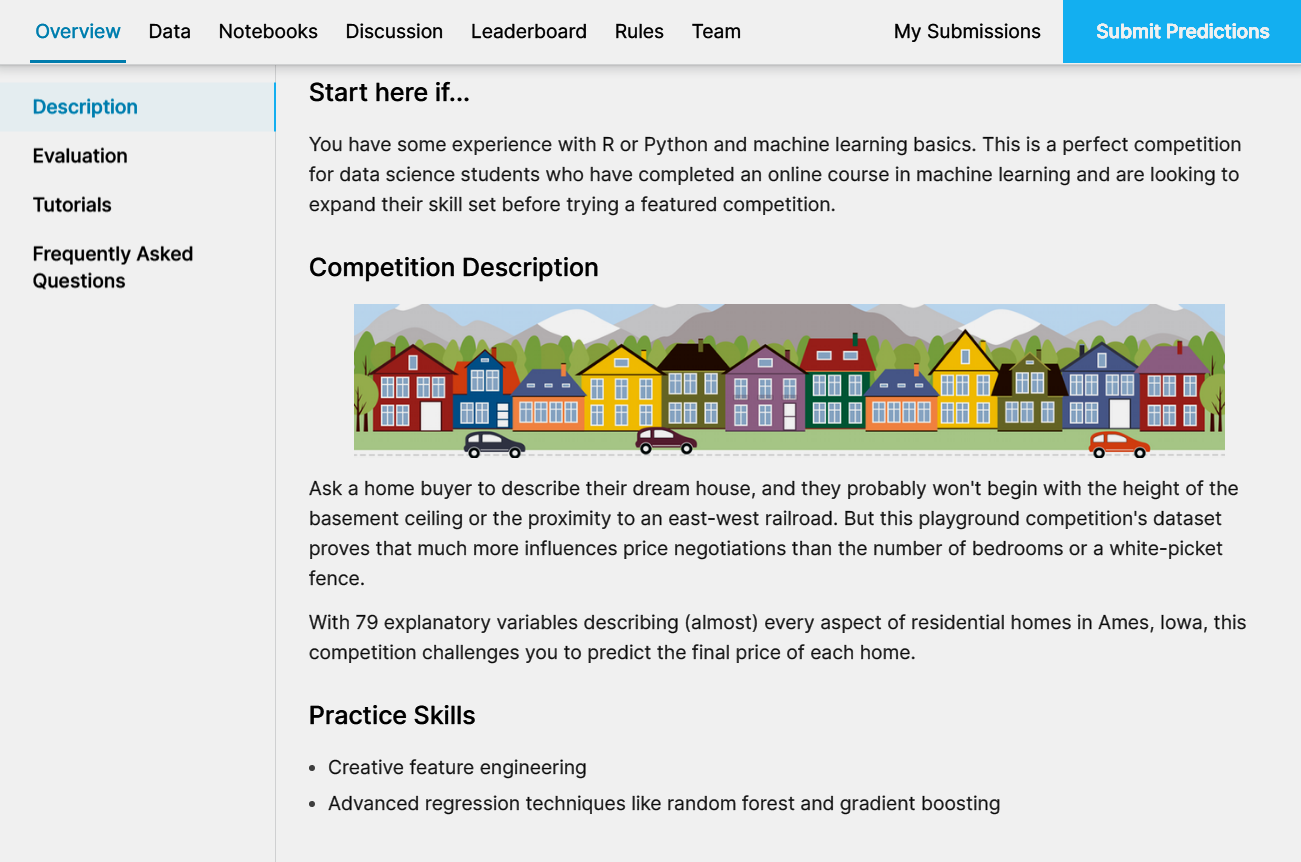 Overview Data Notebooks Discussion Leaderboard Rules Team My Submissions Submit Predictions
Description
Evaluation
Tutorials
Frequently Asked
Questions
Start here if...
You have some experience with R or Python and machine learning basics. This is a perfect competition
for data science students who have completed an online course in machine learning and are looking to
expand their skill set before trying a featured competition.
Competition Description
Ask a home buyer to describe their dream house, and they probably won't begin with the height of the
basement ceiling or the proximity to an east-west railroad. But this playground competition's dataset
proves that much more influences price negotiations than the number of bedrooms or a white-picket
fence.
With 79 explanatory variables describing (almost) every aspect of residential homes in Ames, Iowa, this
competition challenges you to predict the final price of each home.
Practice Skills
• Creative feature engineering
• Advanced regression techniques like random forest and gradient boosting